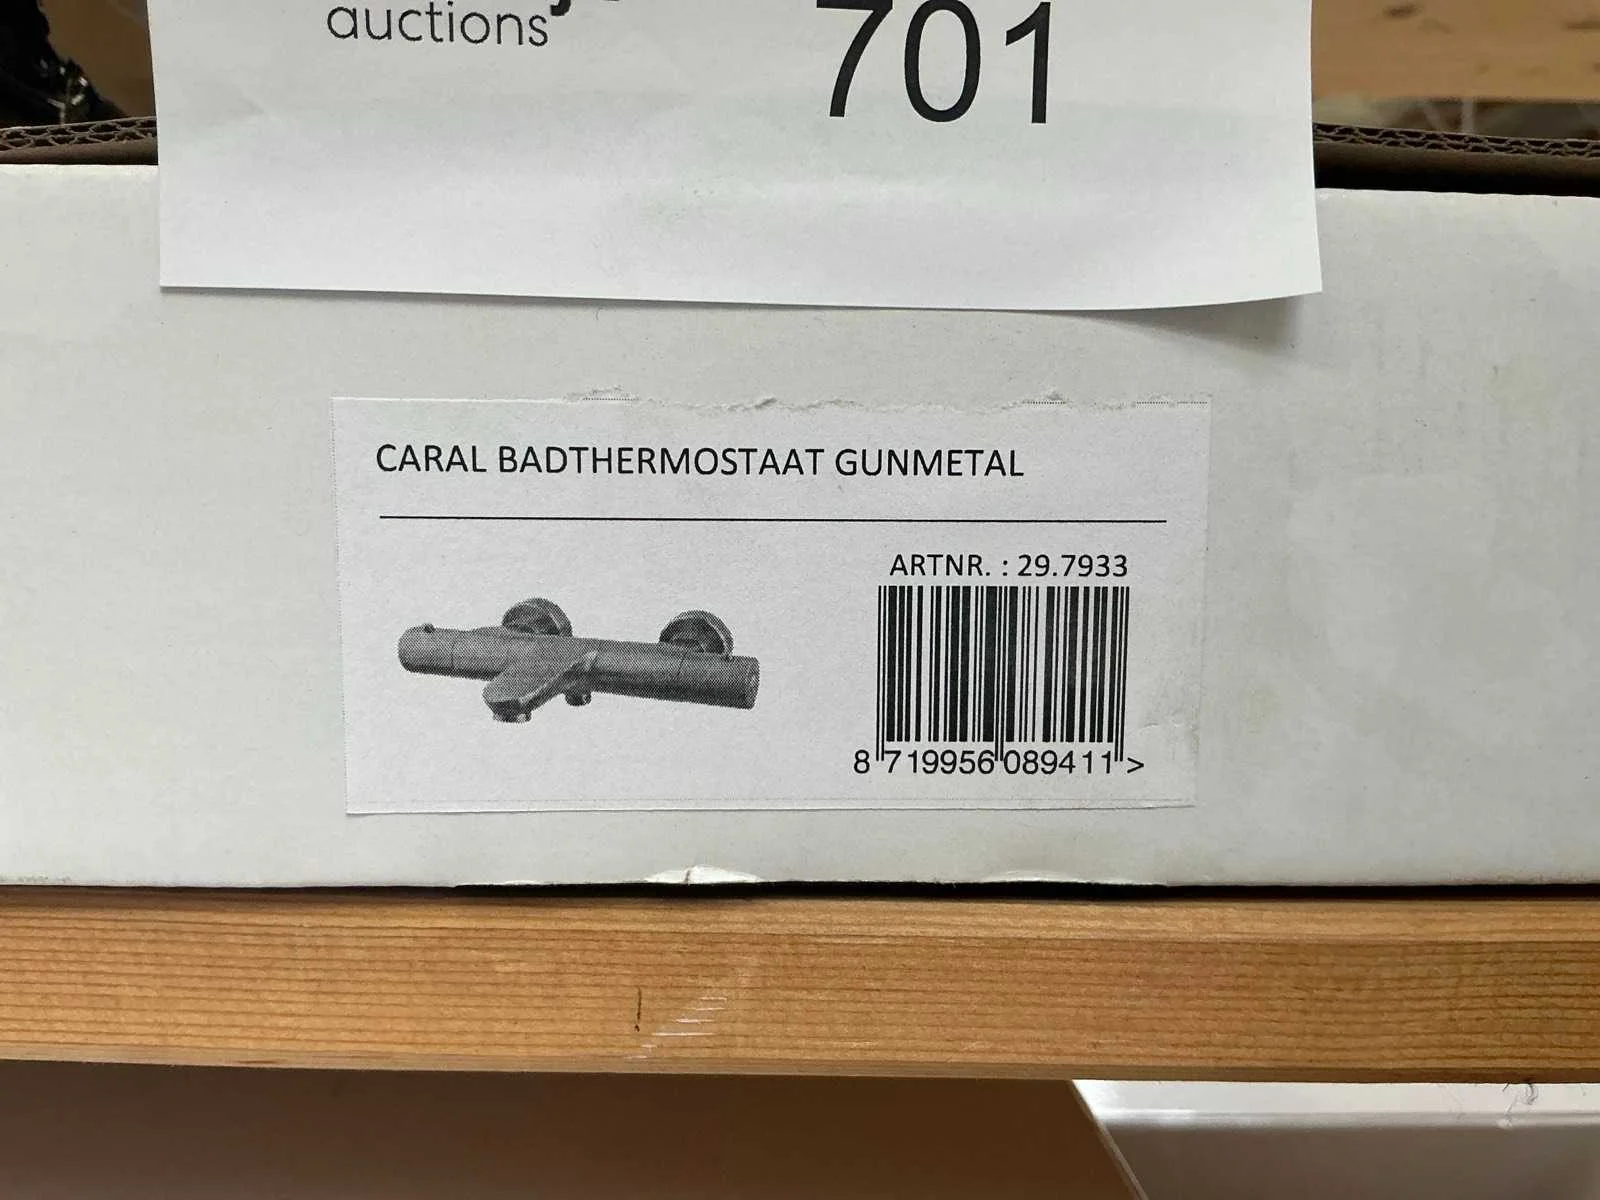 auctions
701
CARAL BADTHERMOSTAAT GUNMETAL
ARTNR. : 29.7933
8 719956 089411 >